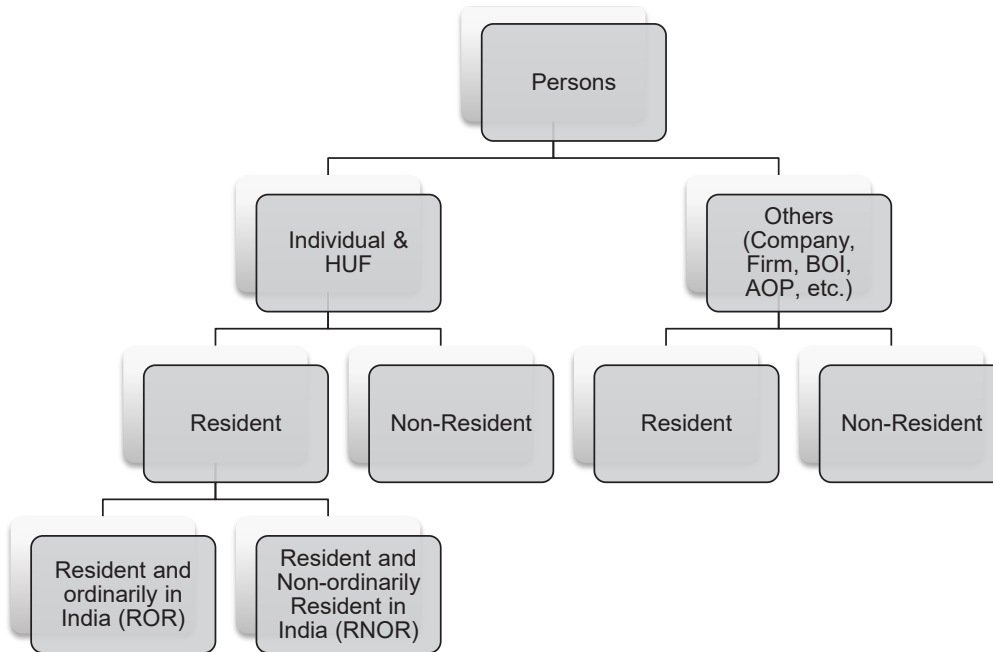 Persons
Individual &
HUF
Others
(Company,
Firm, BOI,
AOP, etc.)
Resident
Non-Resident
Resident
Non-Resident
Resident and
ordinarily in
India (ROR)
Resident and
Non-ordinarily
Resident in
India (RNOR)